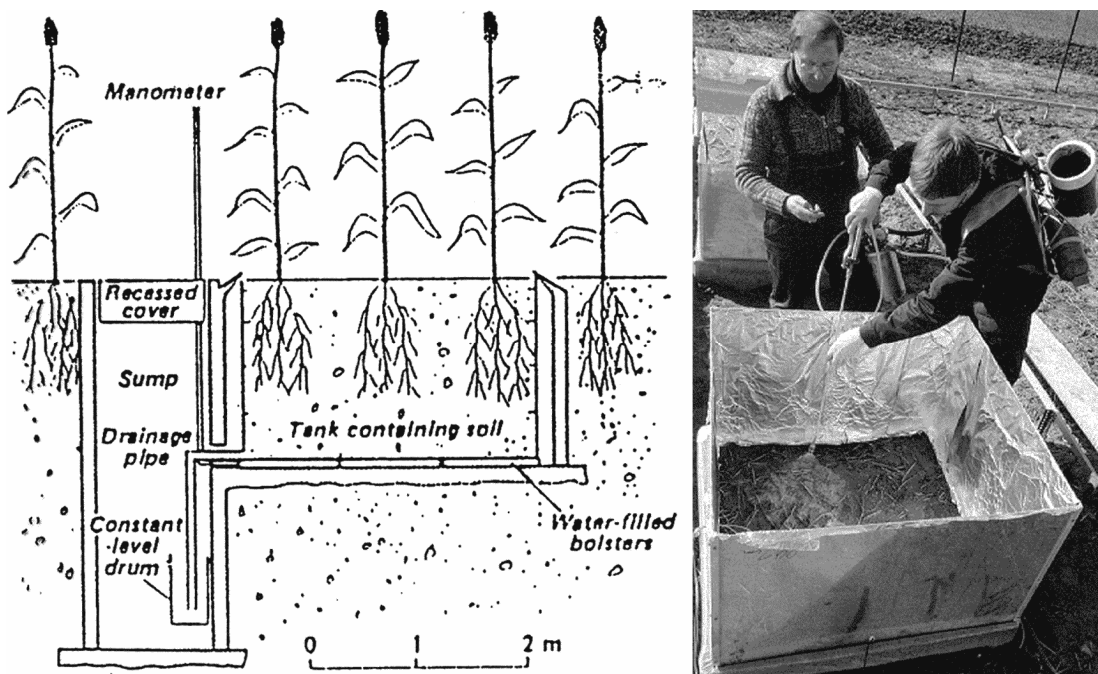 Manometer
Recessed
cover
Sump
Drainage
pipe
Tank containing soil
Constant
-level
drum
Water-filled
bolsters
0 1 2 m